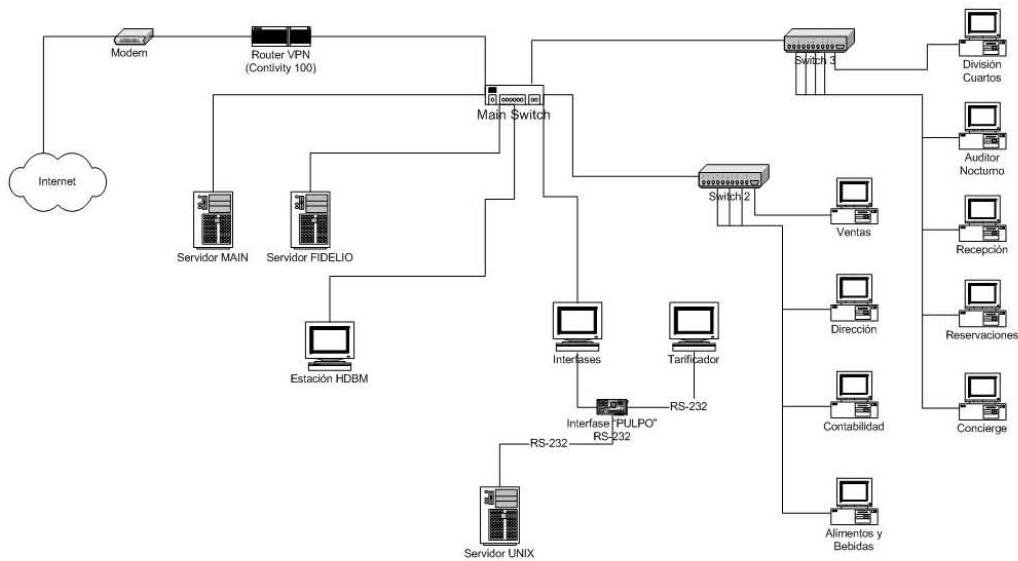 Modem
Router VPN
(Contivity 100)
Main Switch
Switch 3
División
Cuartos
Internet
Auditor
Nocturno
Switch 2
Servidor MAIN
Servidor FIDELIO
Ventas
Recepción
Estación HDBM
Interfases
Tarificador
Dirección
Reservaciones
RS-232
Interfase "PULPO"
RS-232
RS-232
Contabilidad
Concierge
Servidor UNIX
Alimentos y
Bebidas